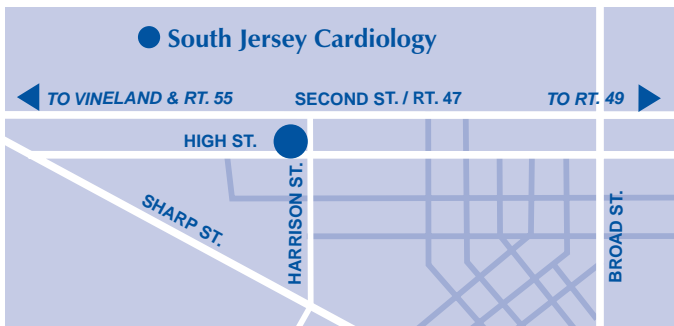 South Jersey Cardiology
TO VINELAND & RT. 55
SECOND ST. / RT. 47
TO RT. 49
HIGH ST.
SHARP ST.
HARRISON ST.
BROAD ST.